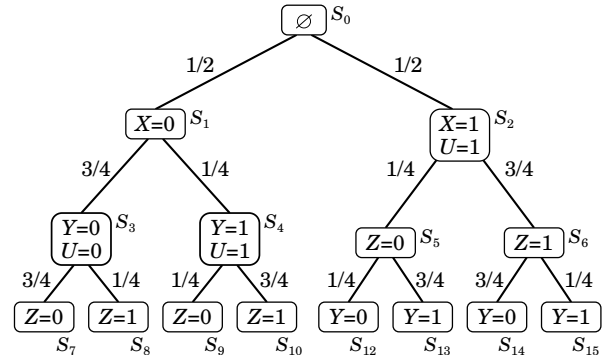 ∅ S₀
1/2 1/2
X=0 S₁
X=1 S₂
U=1
3/4 1/4 1/4 3/4
Y=0 S₃
U=0
Y=1 S₄
U=1
Z=0 S₅
Z=1 S₆
3/4 1/4 1/4 3/4 1/4 3/4 3/4 1/4
Z=0 Z=1 Z=0 Z=1 Y=0 Y=1 Y=0 Y=1
S₇ S₈ S₉ S₁₀ S₁₂ S₁₃ S₁₄ S₁₅